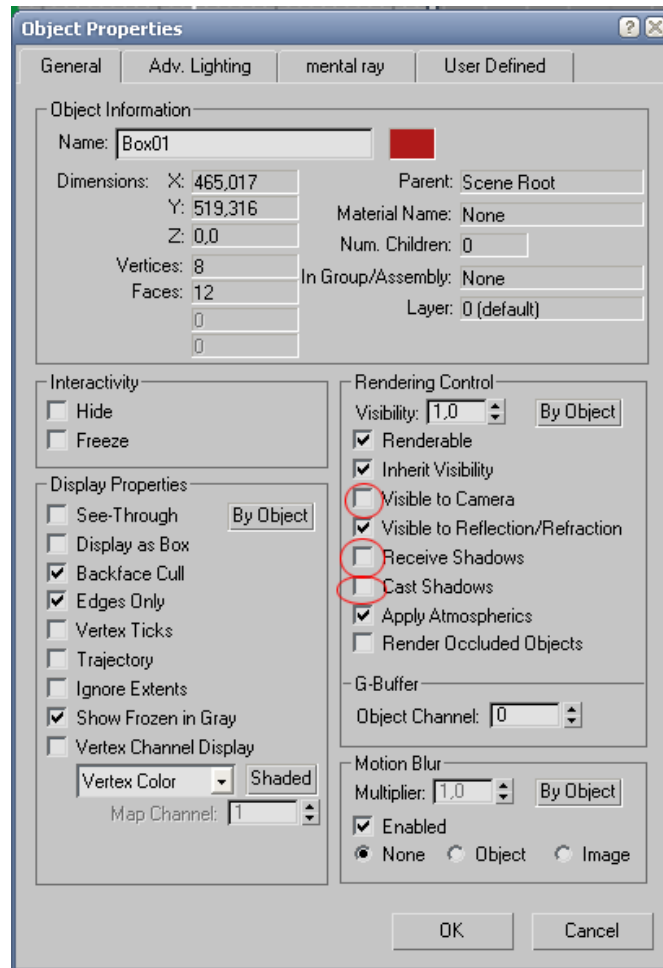 Object Properties
General
Adv. Lighting
mental ray
User Defined
Object Information
Name: Box01
Dimensions: X: 465,017
Y: 519,316
Z: 0,0
Vertices: 8
Faces: 12
0
0
Parent: Scene Root
Material Name: None
Num. Children: 0
In Group/Assembly: None
Layer: 0 (default)
Interactivity
Hide
Freeze
Display Properties
See-Through By Object
Display as Box
Backface Cull
Edges Only
Vertex Ticks
Trajectory
Ignore Extents
Show Frozen in Gray
Vertex Channel Display
Vertex Color Shaded
Map Channel: 1
Rendering Control
Visibility: 1,0 By Object
Renderable
Inherit Visibility
Visible to Camera
Visible to Reflection/Refraction
Receive Shadows
Cast Shadows
Apply Atmospherics
Render Occluded Objects
G-Buffer
Object Channel: 0
Motion Blur
Multiplier: 1,0 By Object
Enabled
None Object Image
OK Cancel